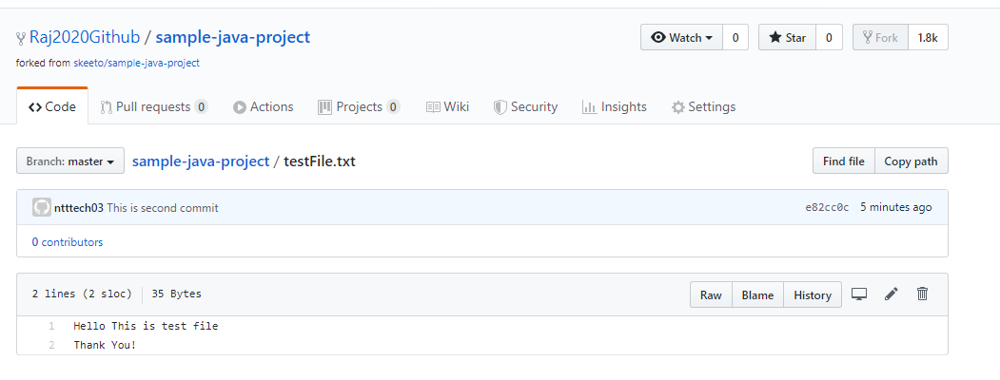 Raj2020Github / sample-java-project Watch 0 Star 0 Fork 1.8k
forked from skeeto/sample-java-project
Code Pull requests 0 Actions Projects 0 Wiki Security Insights Settings
Branch: master sample-java-project / testFile.txt Find file Copy path
ntttech03 This is second commit e82cc0c 5 minutes ago
0 contributors
2 lines (2 sloc) 35 Bytes Raw Blame History
1 Hello This is test file
2 Thank You!